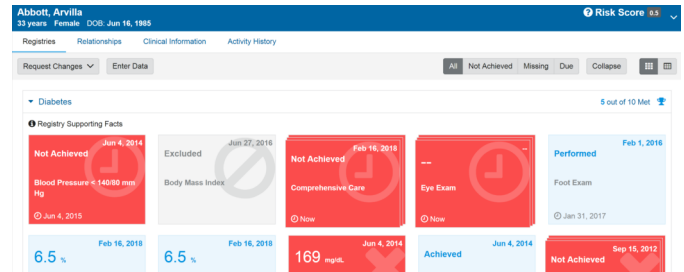 Abbott, Arvilla
33 years Female DOB: Jun 16, 1985
? Risk Score 0.5
Registries Relationships Clinical Information Activity History
Request Changes Enter Data All Not Achieved Missing Due Collapse
Diabetes 5 out of 10 Met
Registry Supporting Facts
Jun 4, 2014
Not Achieved
Blood Pressure < 140/80 mm
Hg
Jun 4, 2015
Jun 27, 2016
Excluded
Body Mass Index
Feb 16, 2018
Not Achieved
Comprehensive Care
Now
--
--
Eye Exam
Now
Feb 1, 2016
Performed
Foot Exam
Jan 31, 2017
Feb 16, 2018
6.5 %
Feb 16, 2018
6.5 %
Jun 4, 2014
169 mg/dL
Jun 4, 2014
Achieved
Sep 15, 2012
Not Achieved